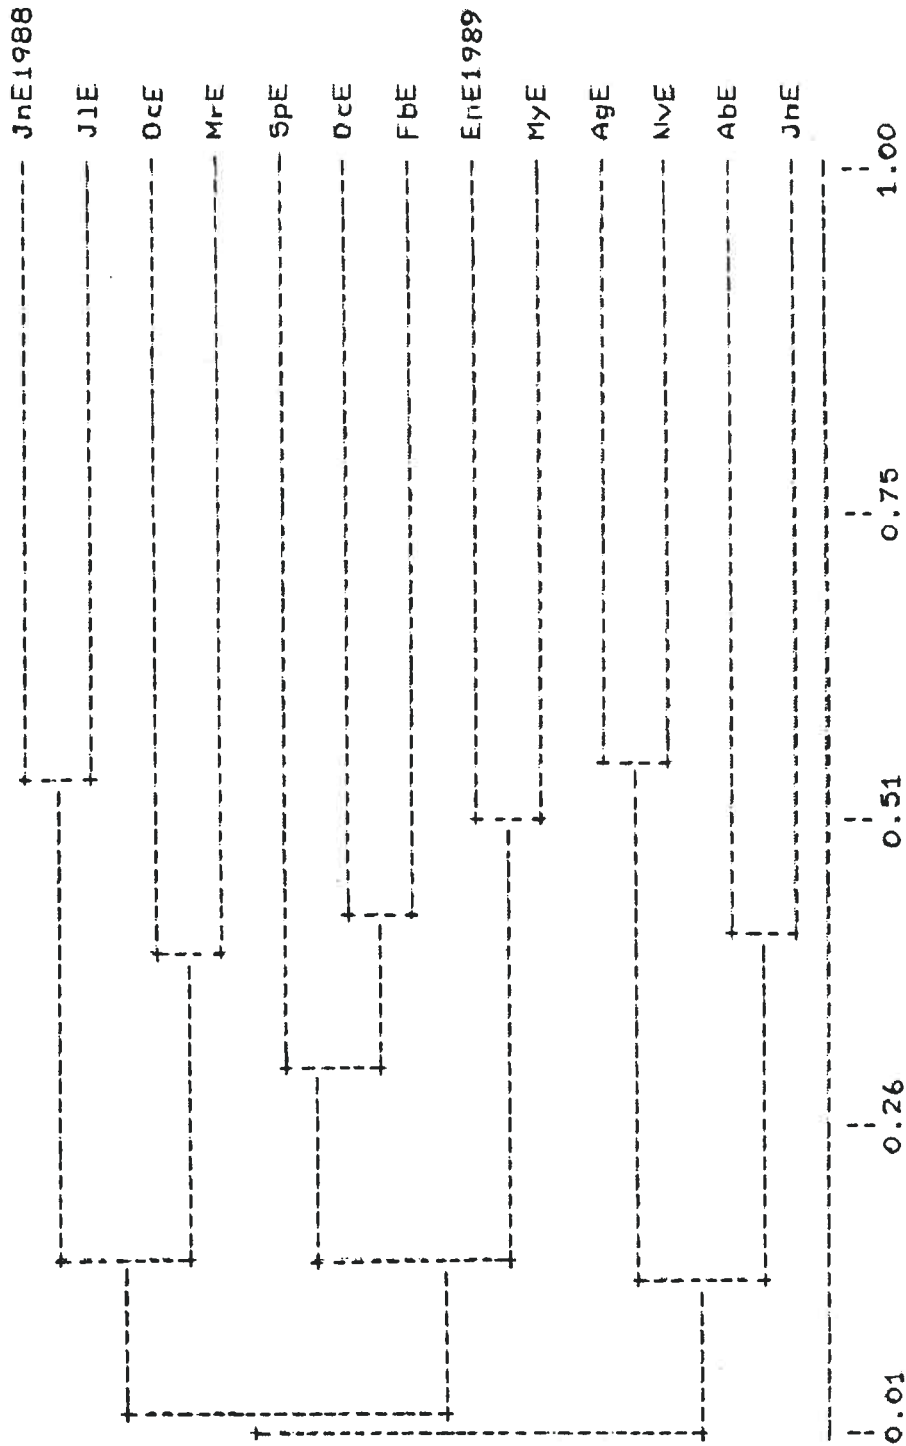 JnE1988
JlE
OcE
MrE
SpE
DcE
FbE
EnE1989
MyE
AgE
NvE
AbE
JnE
0.01 0.26 0.51 0.75 1.00